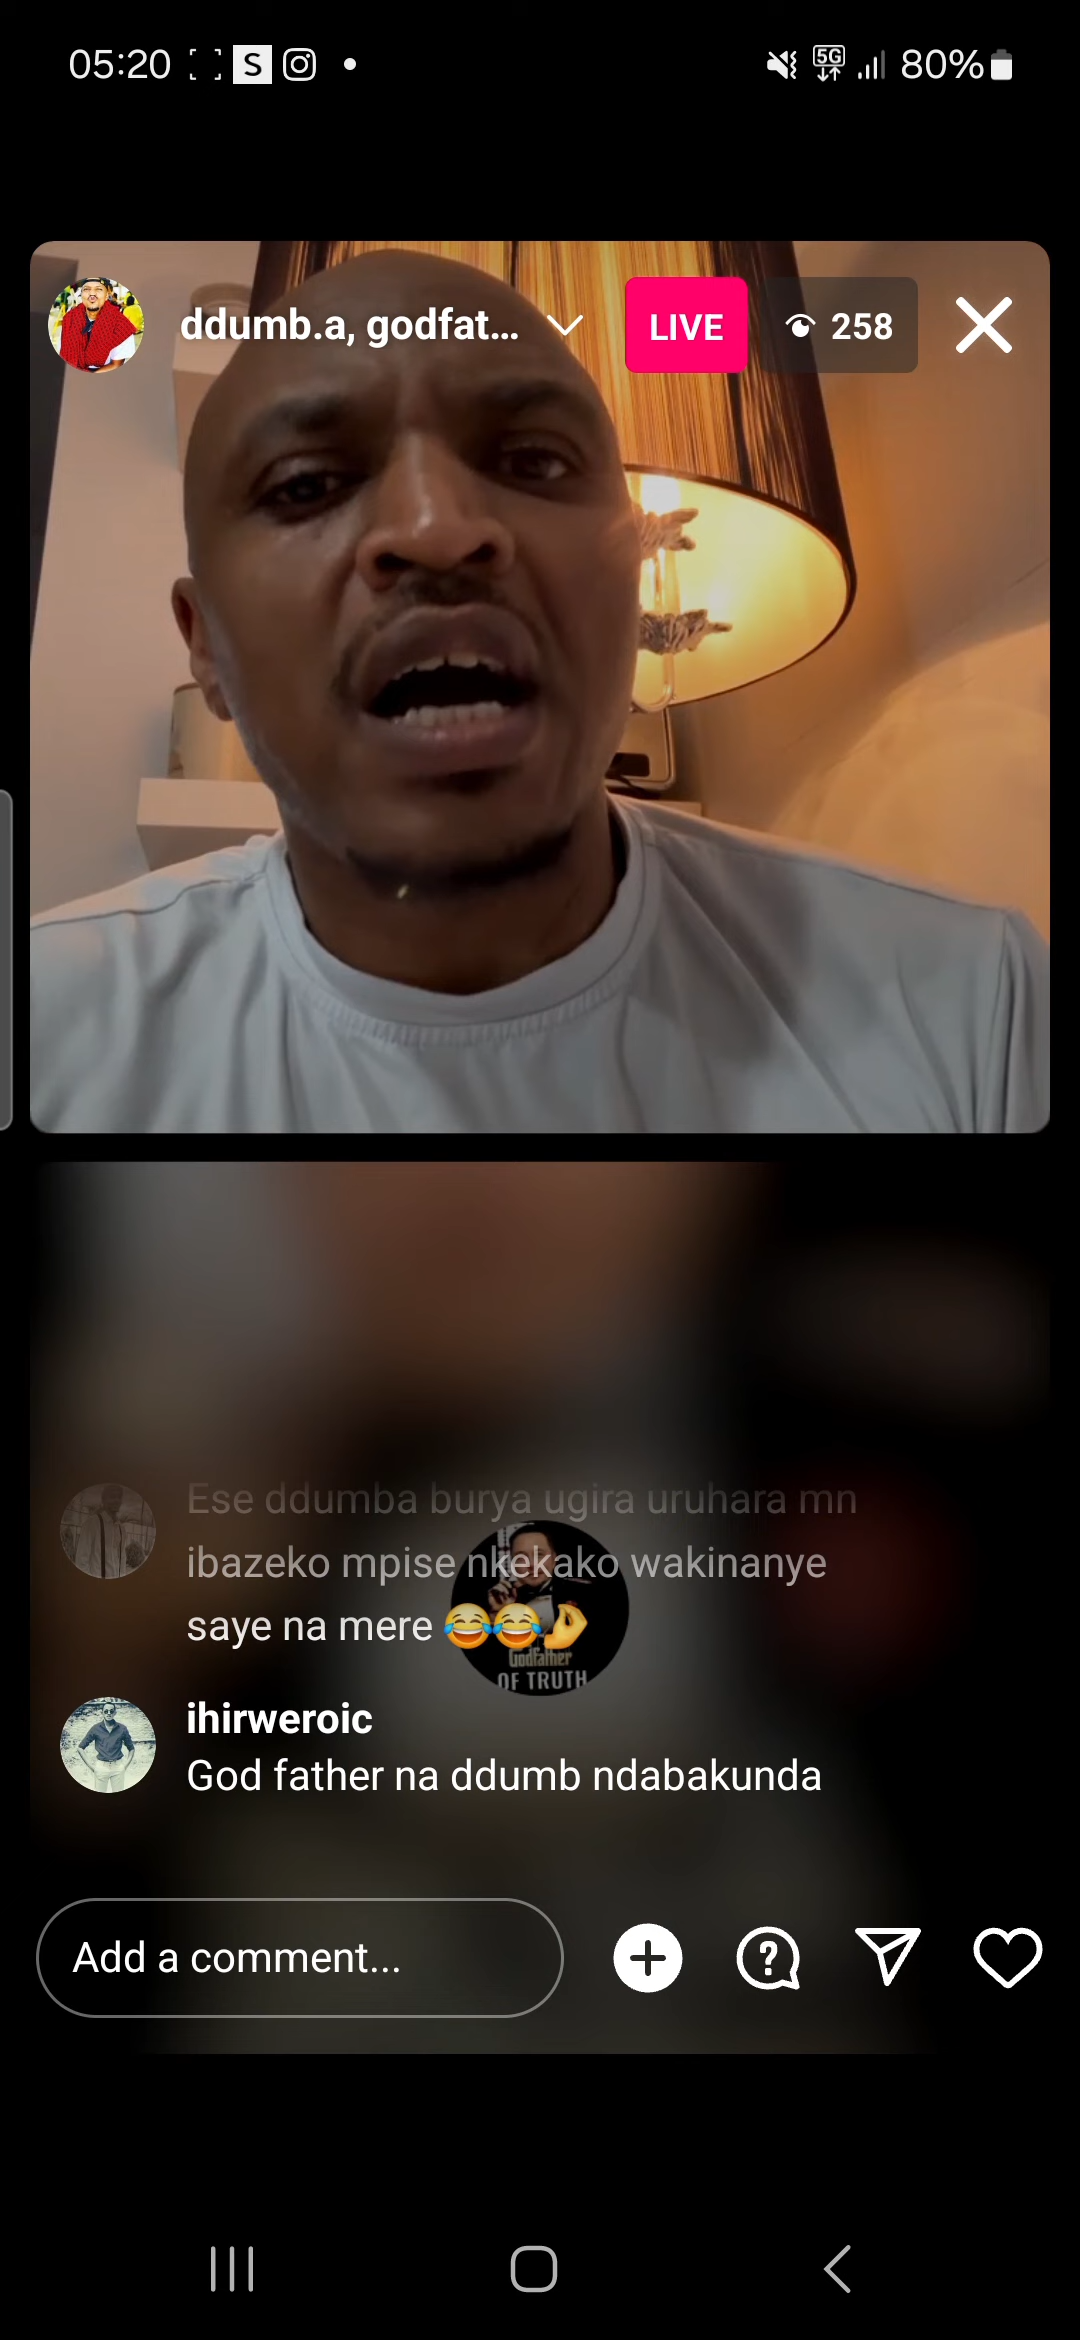 05:20
S
5G
80%
ddumb.a, godfat...
LIVE
258
Ese ddumba burya ugira uruhara mn
ibazeko mpise nkekako wakinanye
saye na mere 😂😂👌
Godfather
OF TRUTH
ihirweroic
God father na ddumb ndabakunda
Add a comment...